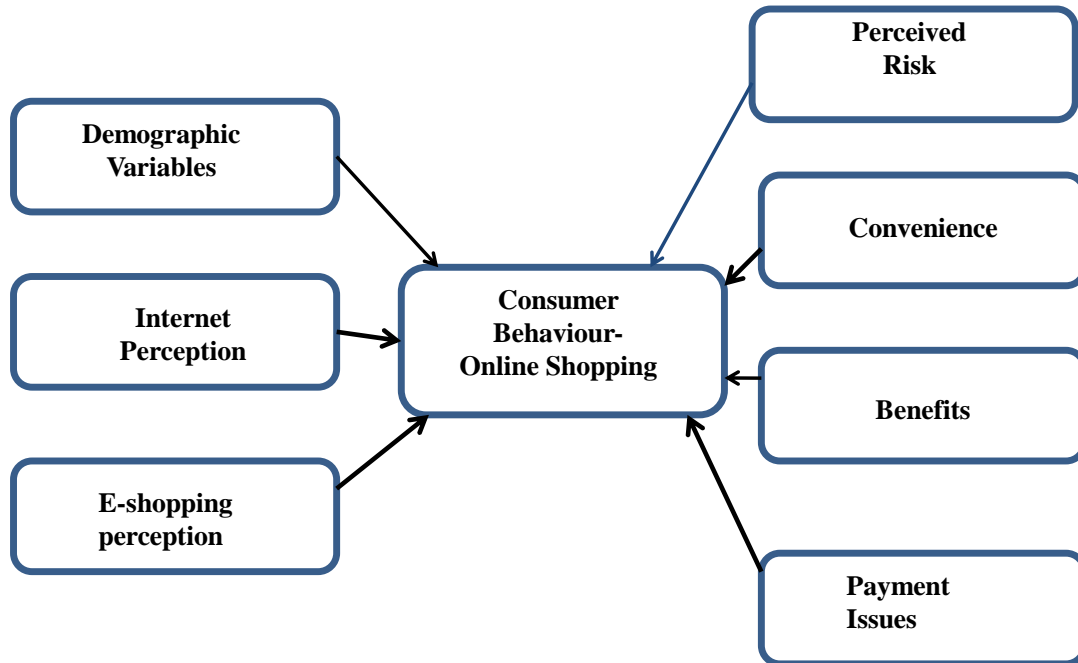 Perceived
Risk
Demographic
Variables
Convenience
Internet
Perception
Consumer
Behaviour-
Online Shopping
Benefits
E-shopping
perception
Payment
Issues